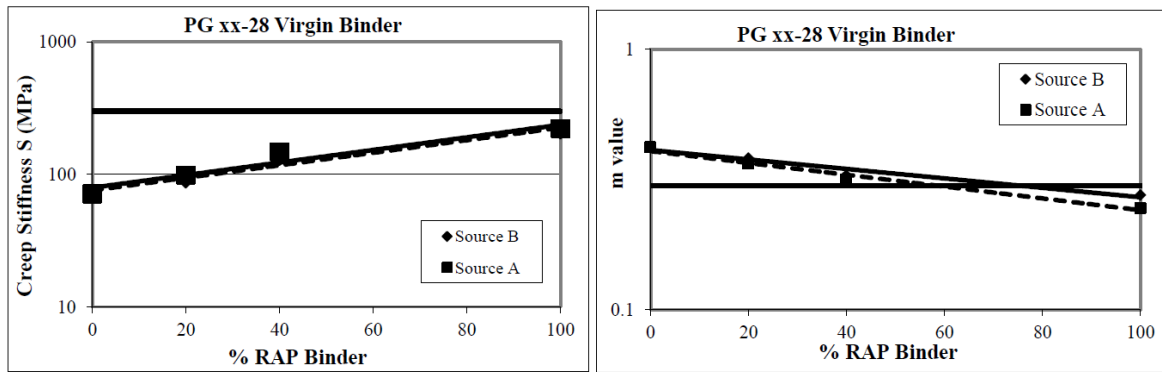 PG xx-28 Virgin Binder
1000
100
10
Creep Stiffness S (MPa)
Source B
Source A
0 20 40 60 80 100
% RAP Binder
PG xx-28 Virgin Binder
1
0.1
m value
Source B
Source A
0 20 40 60 80 100
% RAP Binder